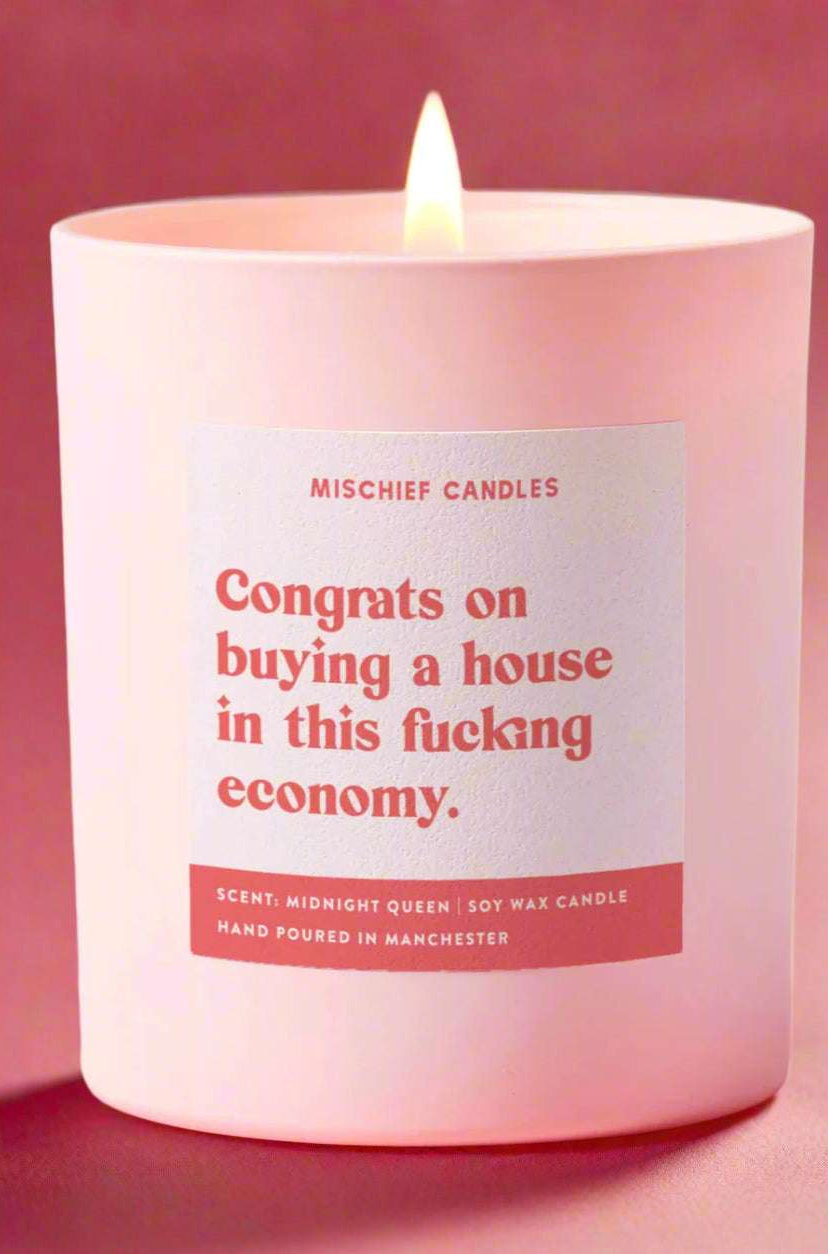 MISCHIEF CANDLES
Congrats on
buying a house
in this fucking
economy.
SCENT: MIDNIGHT QUEEN | SOY WAX CANDLE
HAND POURED IN MANCHESTER